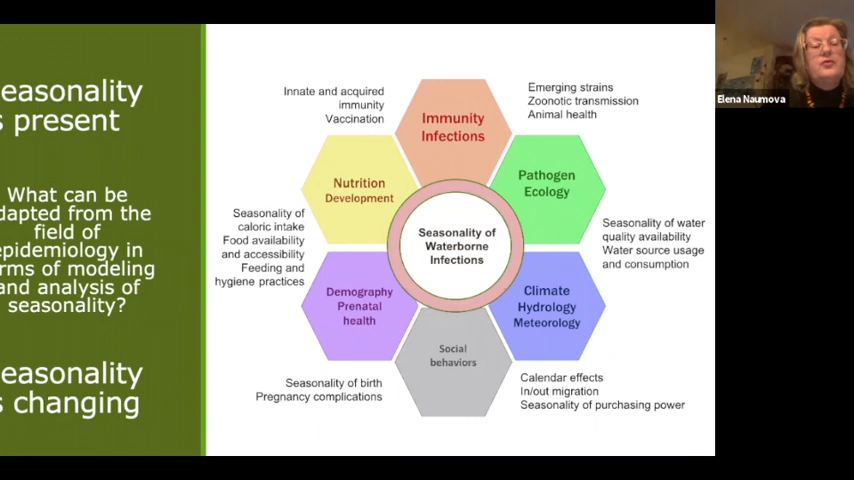 easonality
s present
What can be
dapted from the
field of
epidemiology in
rms of modeling
and analysis of
seasonality?
easonality
s changing
Innate and acquired
immunity
Vaccination
Immunity
Infections
Emerging strains
Zoonotic transmission
Animal health
Nutrition
Development
Pathogen
Ecology
Seasonality of
caloric intake
Food availability
and accessibility
Feeding and
hygiene practices
Seasonality of
Waterborne
Infections
Seasonality of water
quality availability
Water source usage
and consumption
Demography
Prenatal
health
Climate
Hydrology
Meteorology
Social
behaviors
Seasonality of birth
Pregnancy complications
Calendar effects
In/out migration
Seasonality of purchasing power
Elena Naumova